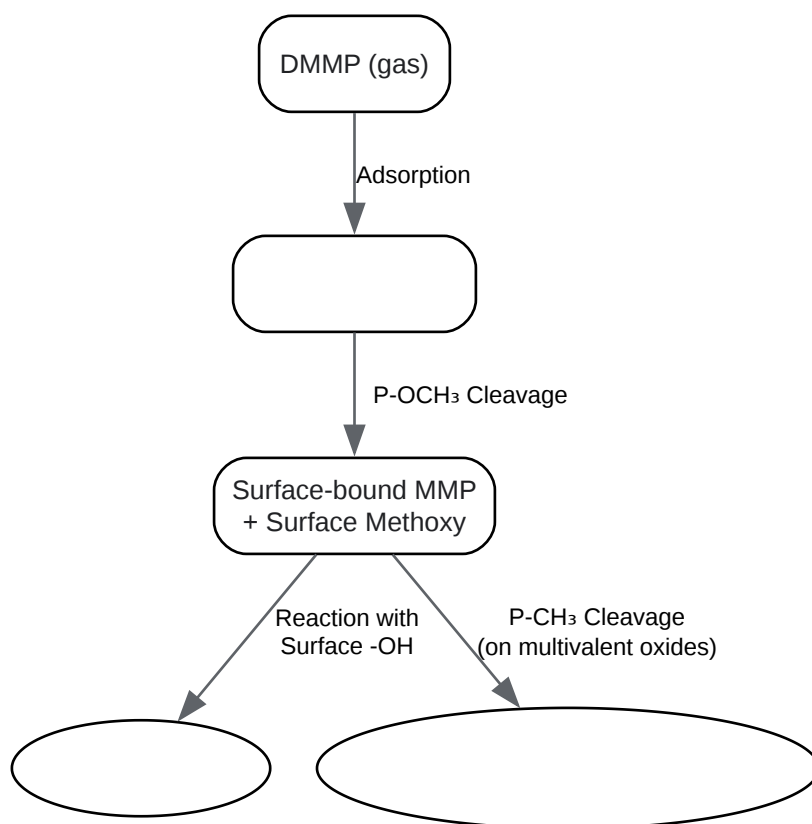 DMMP (gas)
Adsorption
P-OCH₃ Cleavage
Surface-bound MMP
+ Surface Methoxy
Reaction with
Surface -OH
P-CH₃ Cleavage
(on multivalent oxides)